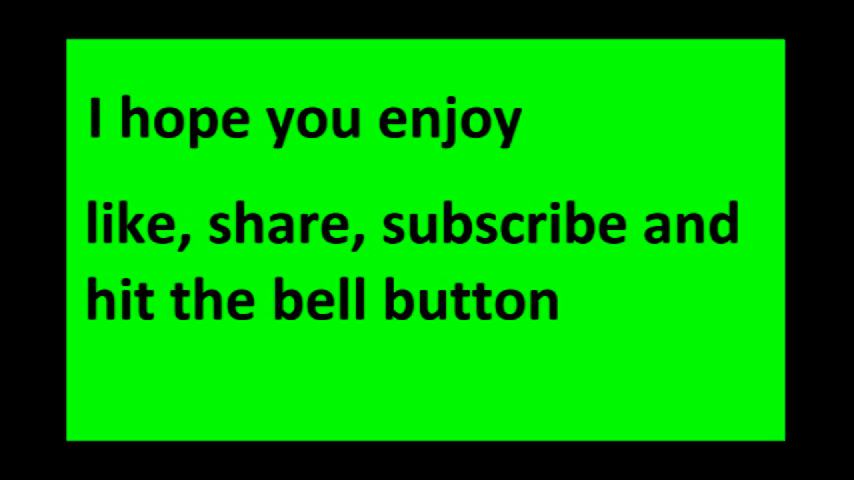 I hope you enjoy
like, share, subscribe and
hit the bell button